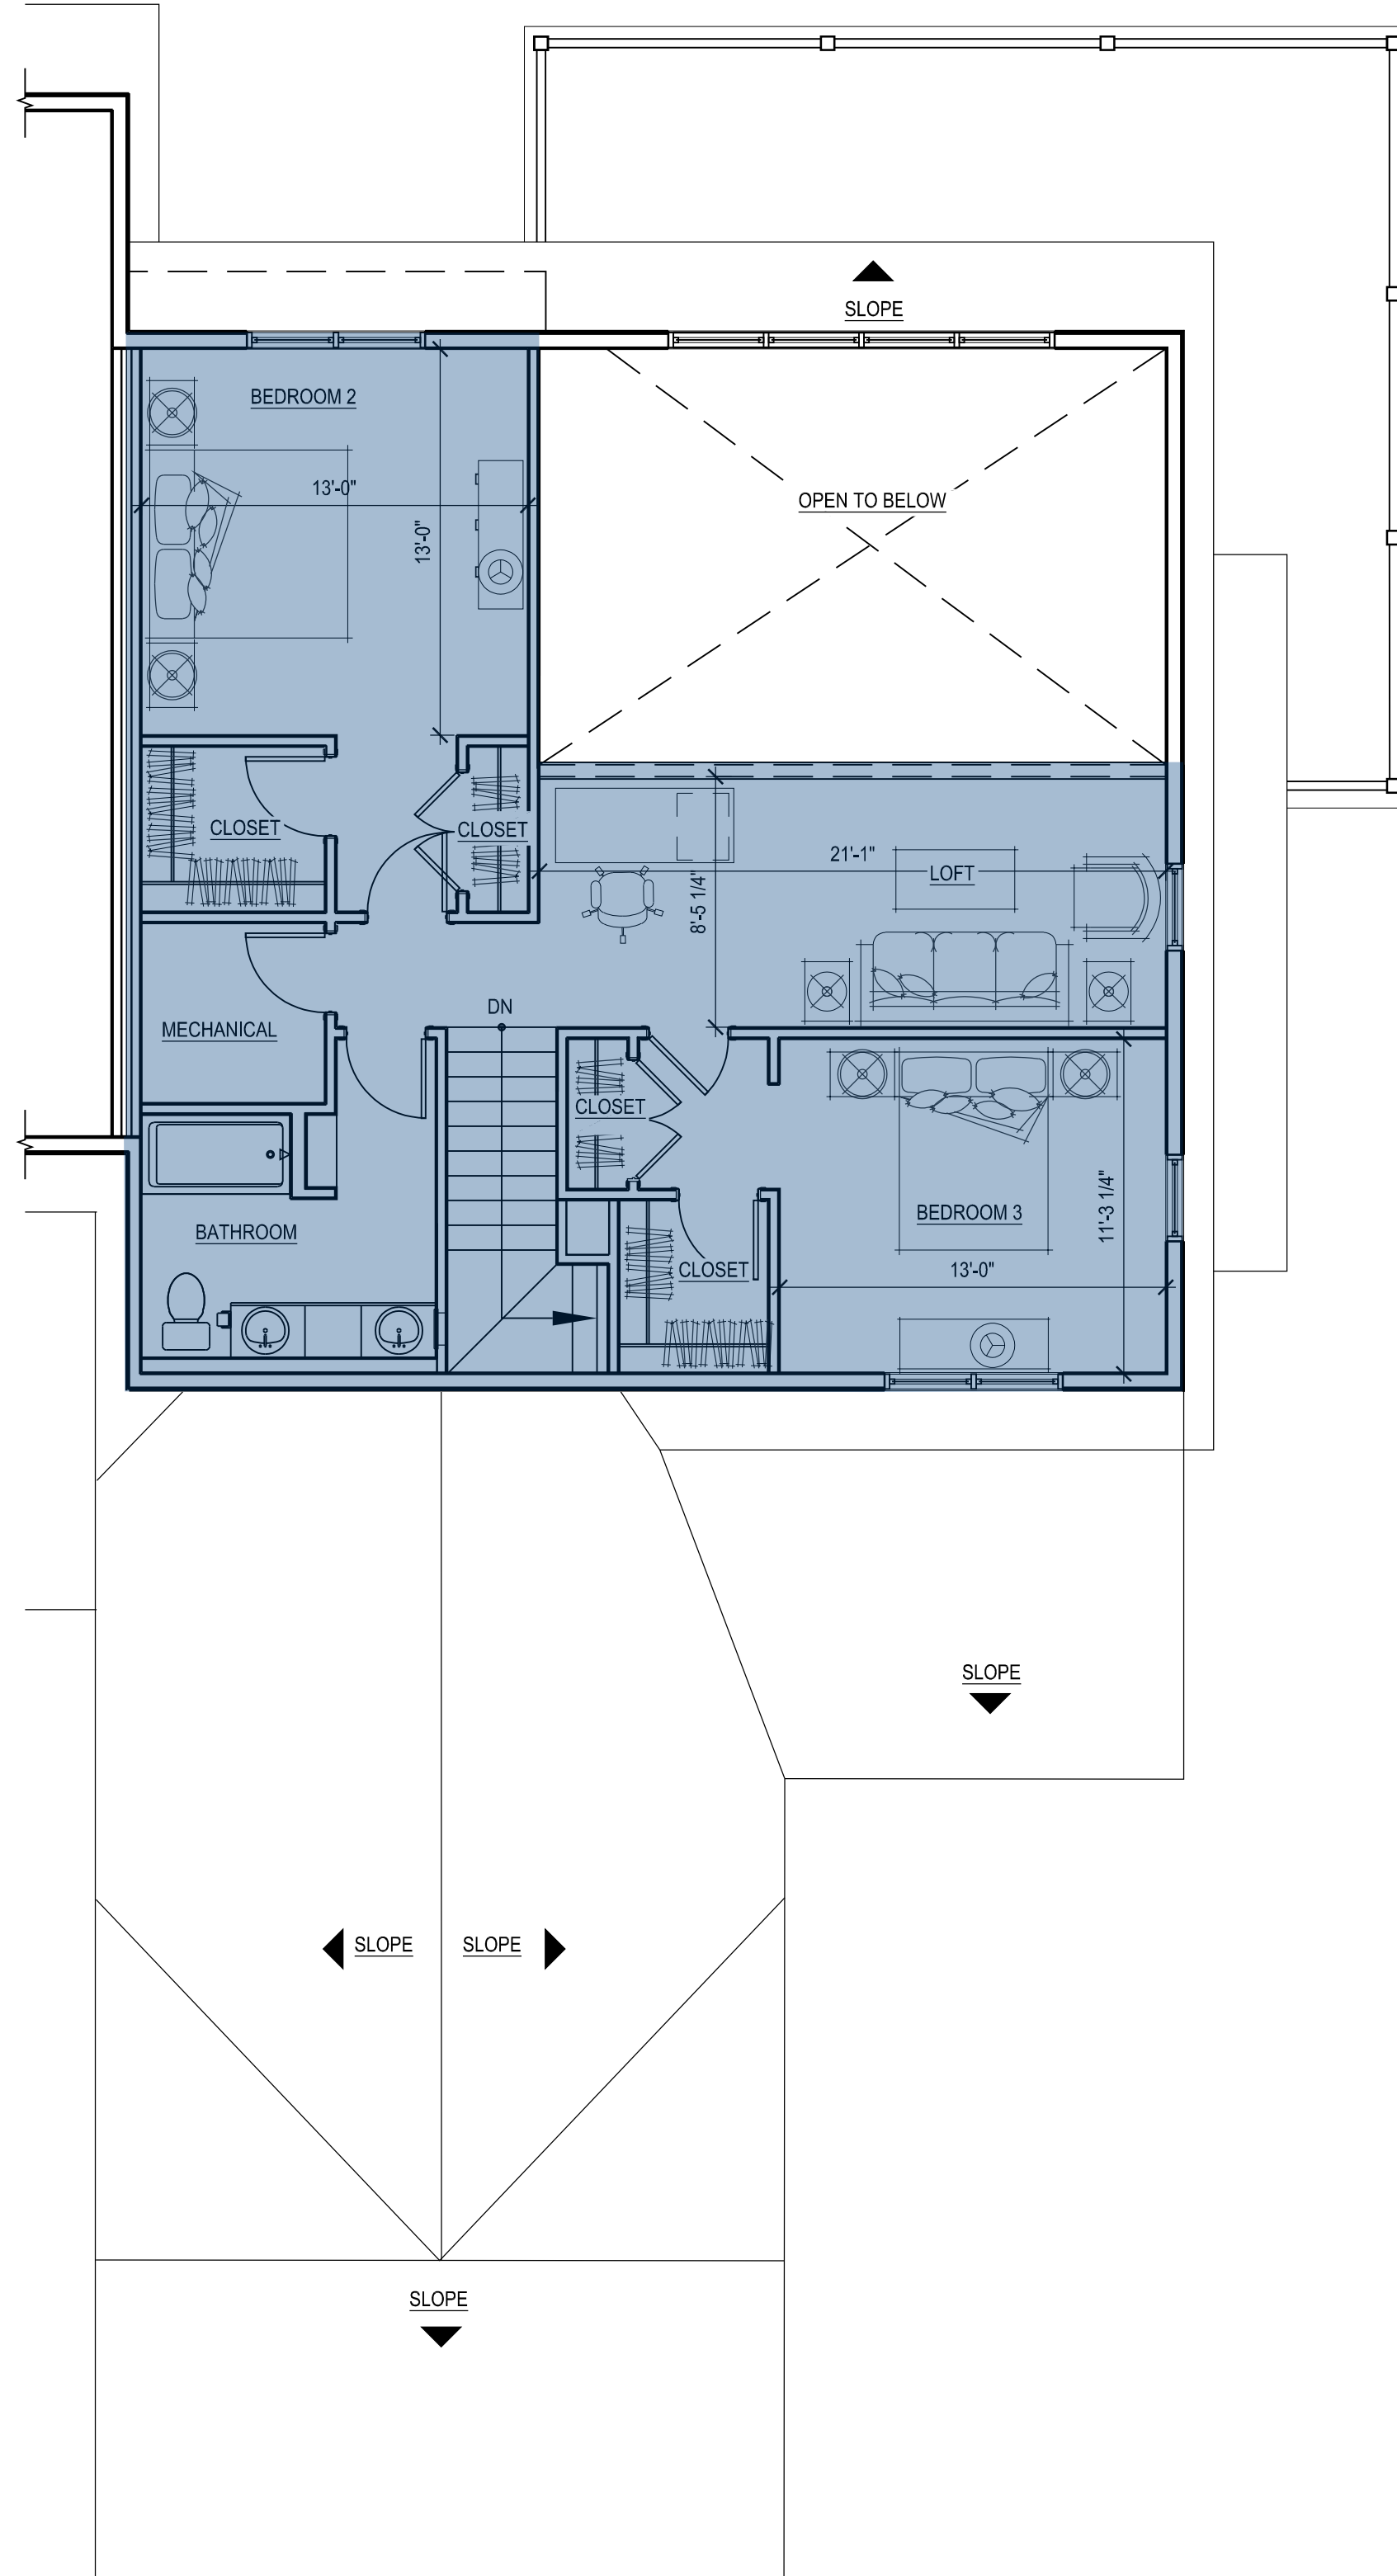 SLOPE
BEDROOM 2
13'-0"
13'-0"
OPEN TO BELOW
CLOSET
CLOSET
21'-1"
LOFT
8'-5 1/4"
DN
MECHANICAL
CLOSET
BATHROOM
BEDROOM 3
11'-3 1/4"
CLOSET
13'-0"
SLOPE
SLOPE
SLOPE
SLOPE